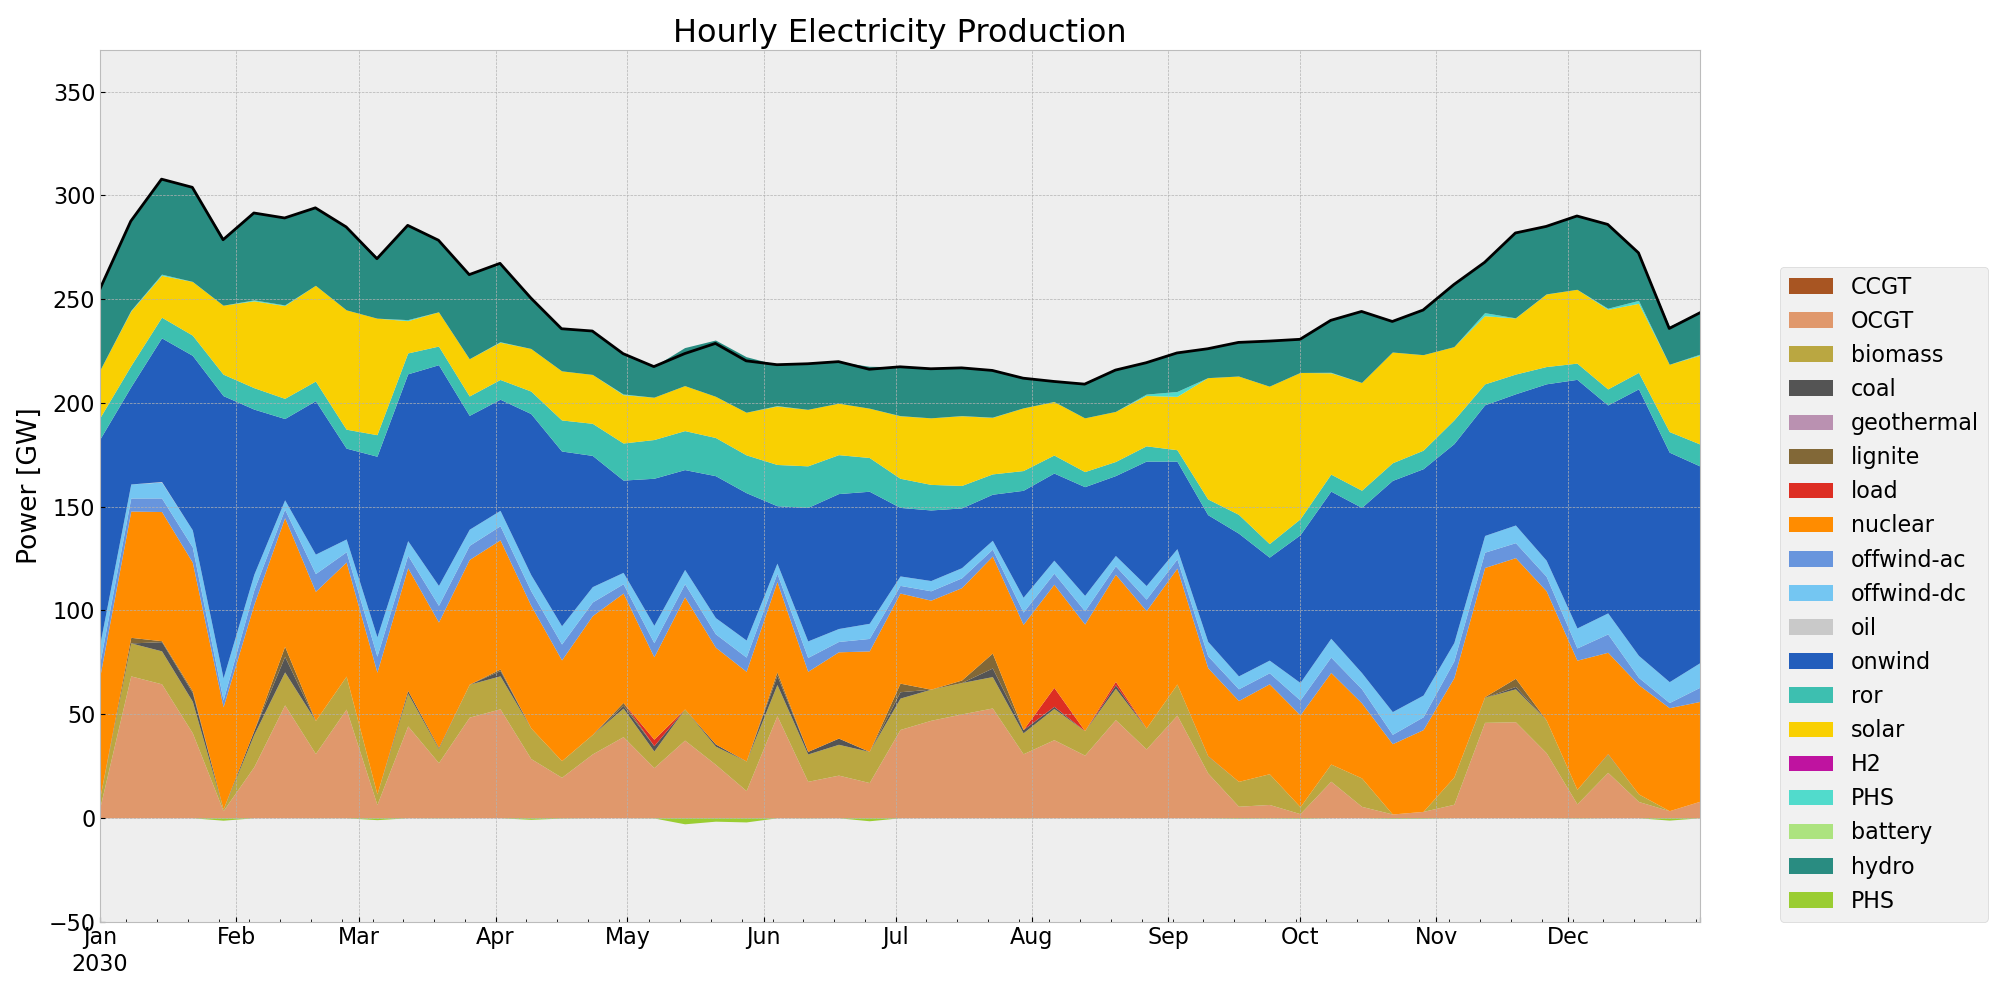 Hourly Electricity Production
Power [GW]
350
300
250
200
150
100
50
0
−50
Jan Feb Mar Apr May Jun Jul Aug Sep Oct Nov Dec
2030
CCGT
OCGT
biomass
coal
geothermal
lignite
load
nuclear
offwind-ac
offwind-dc
oil
onwind
ror
solar
H2
PHS
battery
hydro
PHS